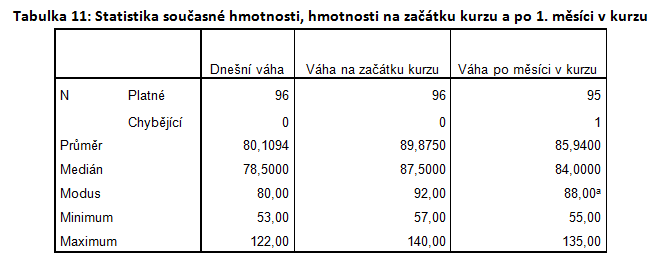 Tabulka 11: Statistika současné hmotnosti, hmotnosti na začátku kurzu a po 1. měsíci v kurzu
Dnešní váha Váha na začátku kurzu Váha po měsíci v kurzu
N Platné 96 96 95
Chybějící 0 0 1
Průměr 80,1094 89,8750 85,9400
Medián 78,5000 87,5000 84,0000
Modus 80,00 92,00 88,00ª
Minimum 53,00 57,00 55,00
Maximum 122,00 140,00 135,00